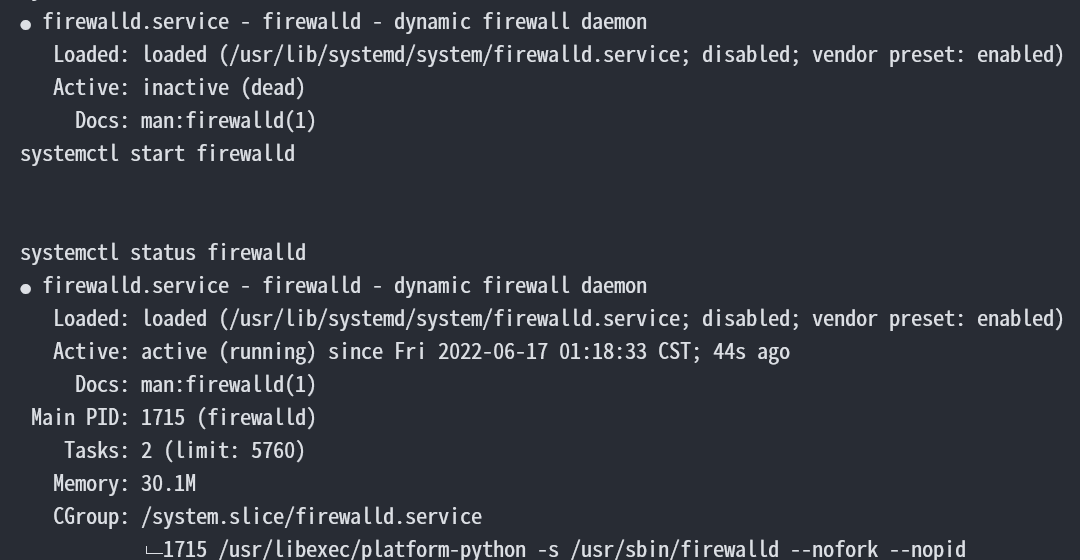 ● firewalld.service - firewalld - dynamic firewall daemon
   Loaded: loaded (/usr/lib/systemd/system/firewalld.service; disabled; vendor preset: enabled)
   Active: inactive (dead)
     Docs: man:firewalld(1)
systemctl start firewalld
systemctl status firewalld
● firewalld.service - firewalld - dynamic firewall daemon
   Loaded: loaded (/usr/lib/systemd/system/firewalld.service; disabled; vendor preset: enabled)
   Active: active (running) since Fri 2022-06-17 01:18:33 CST; 44s ago
     Docs: man:firewalld(1)
 Main PID: 1715 (firewalld)
    Tasks: 2 (limit: 5760)
   Memory: 30.1M
   CGroup: /system.slice/firewalld.service
           └─1715 /usr/libexec/platform-python -s /usr/sbin/firewalld --nofork --nopid